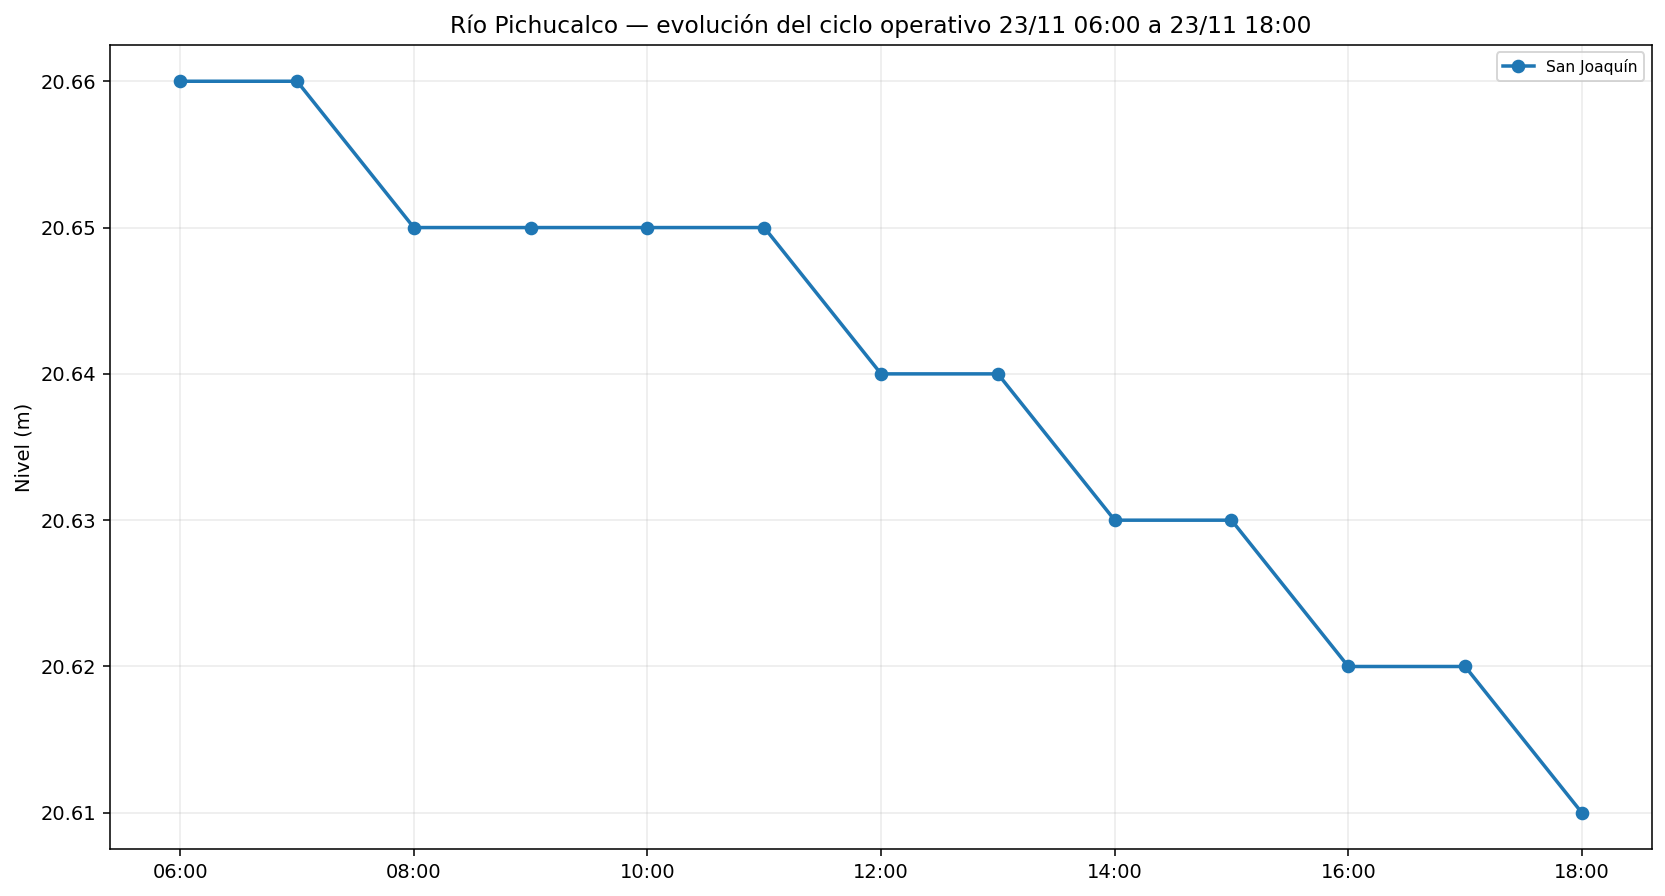 Río Pichucalco — evolución del ciclo operativo 23/11 06:00 a 23/11 18:00
San Joaquín
Nivel (m)
20.66
20.65
20.64
20.63
20.62
20.61
06:00 08:00 10:00 12:00 14:00 16:00 18:00